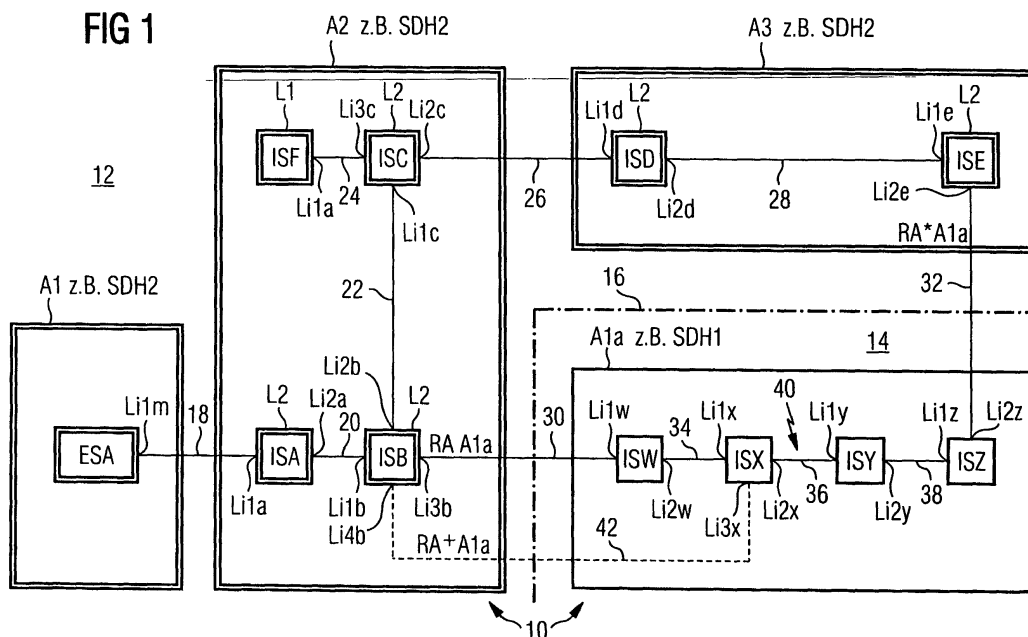 FIG 1
A2 z.B. SDH2
A3 z.B. SDH2
L1
Li3c
L2
Li2c
Li1d
L2
Li1e
L2
12
ISF
ISC
ISD
ISE
Li1a
24
26
Li2d
28
Li2e
Li1c
RA*A1a
A1 z.B. SDH2
22
16
32
A1a z.B. SDH1
14
Li2b
Li1m
18
L2
Li2a
L2
Li1w
34
Li1x
40
Li1y
Li1z
Li2z
20
RA A1a
30
ESA
ISA
ISB
ISW
ISX
ISY
ISZ
Li1a
Li1b
Li3b
Li2w
Li2x
36
Li2y
38
Li4b
Li3x
RA+A1a
42
10